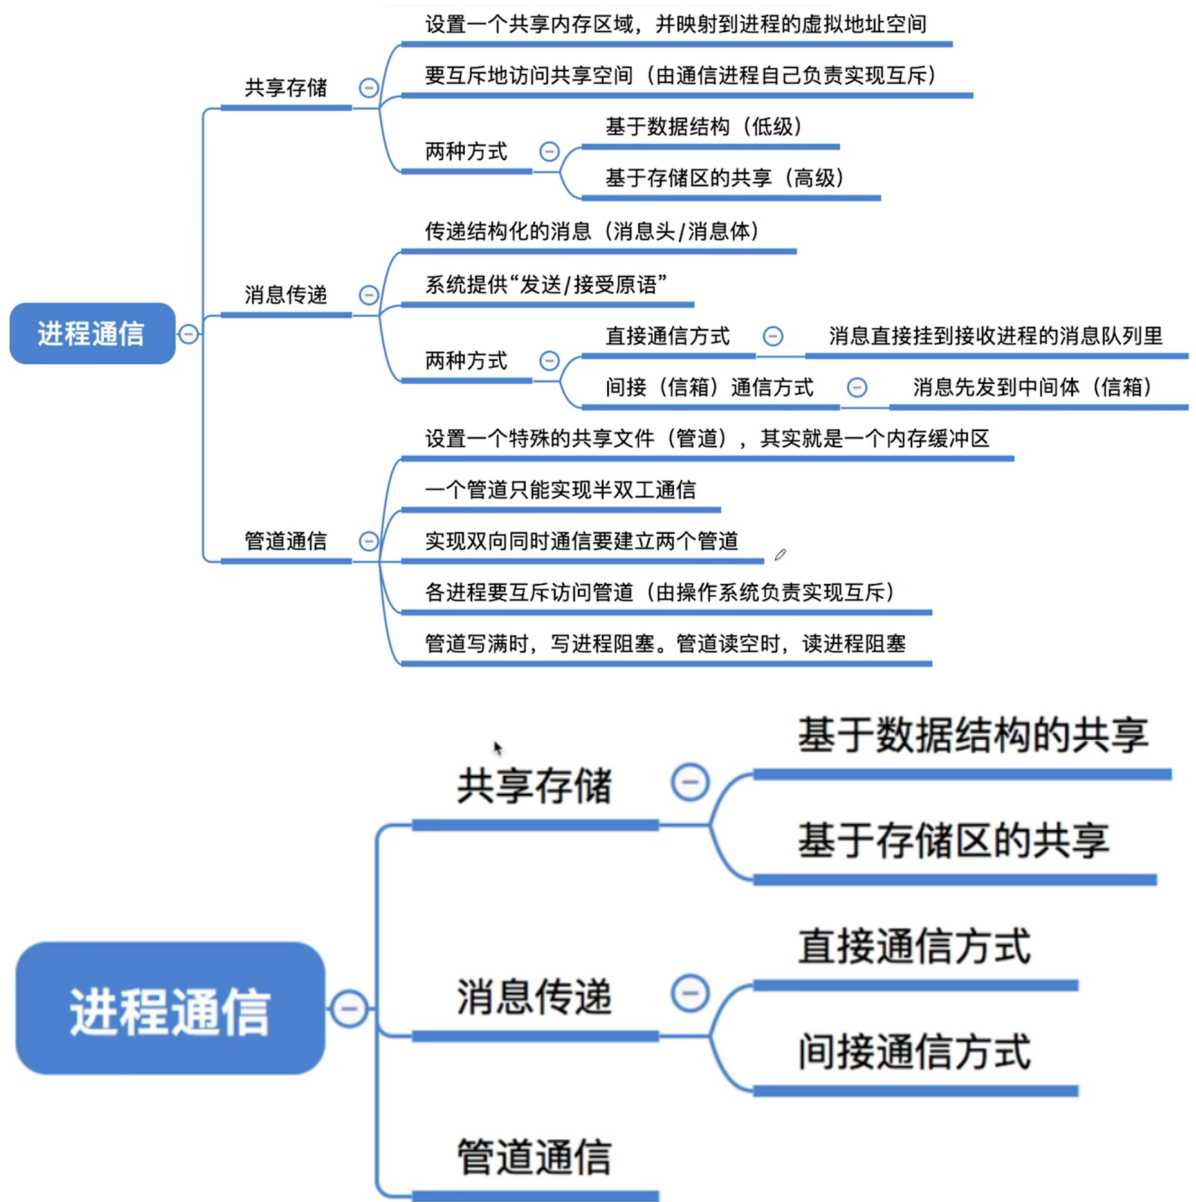 设置一个共享内存区域，并映射到进程的虚拟地址空间
共享存储
要互斥地访问共享空间（由通信进程自己负责实现互斥）
两种方式
基于数据结构（低级）
基于存储区的共享（高级）
传递结构化的消息（消息头/消息体）
消息传递
系统提供“发送/接受原语”
进程通信
两种方式
直接通信方式
消息直接挂到接收进程的消息队列里
间接（信箱）通信方式
消息先发到中间体（信箱）
设置一个特殊的共享文件（管道），其实就是一个内存缓冲区
一个管道只能实现半双工通信
管道通信
实现双向同时通信要建立两个管道
各进程要互斥访问管道（由操作系统负责实现互斥）
管道写满时，写进程阻塞。管道读空时，读进程阻塞
基于数据结构的共享
共享存储
基于存储区的共享
直接通信方式
消息传递
进程通信
间接通信方式
管道通信